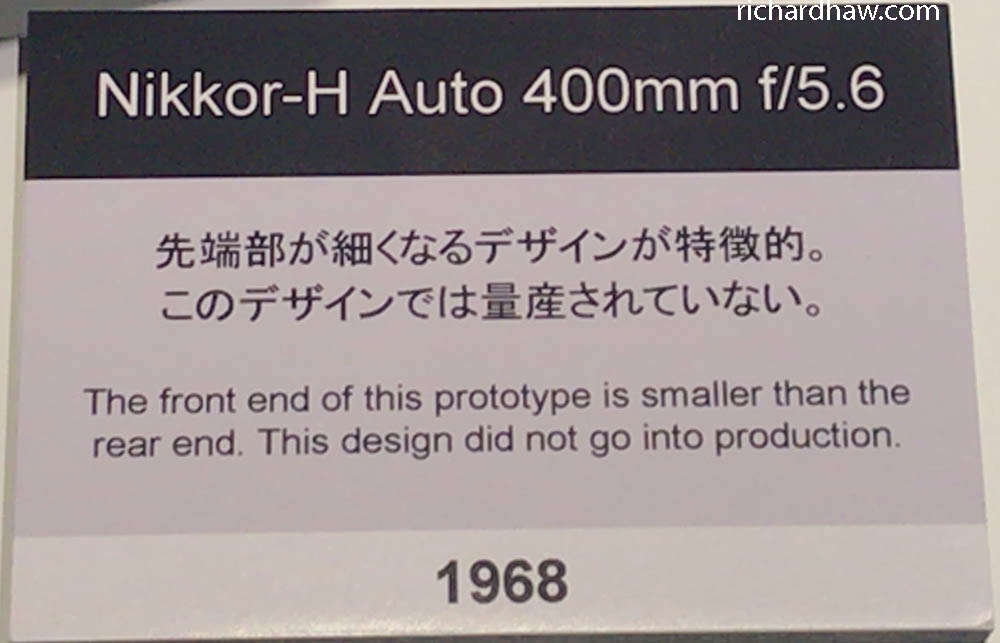 richardhaw.com
Nikkor-H Auto 400mm f/5.6
先端部が細くなるデザインが特徴的。
このデザインでは量産されていない。
The front end of this prototype is smaller than the
rear end. This design did not go into production.
1968